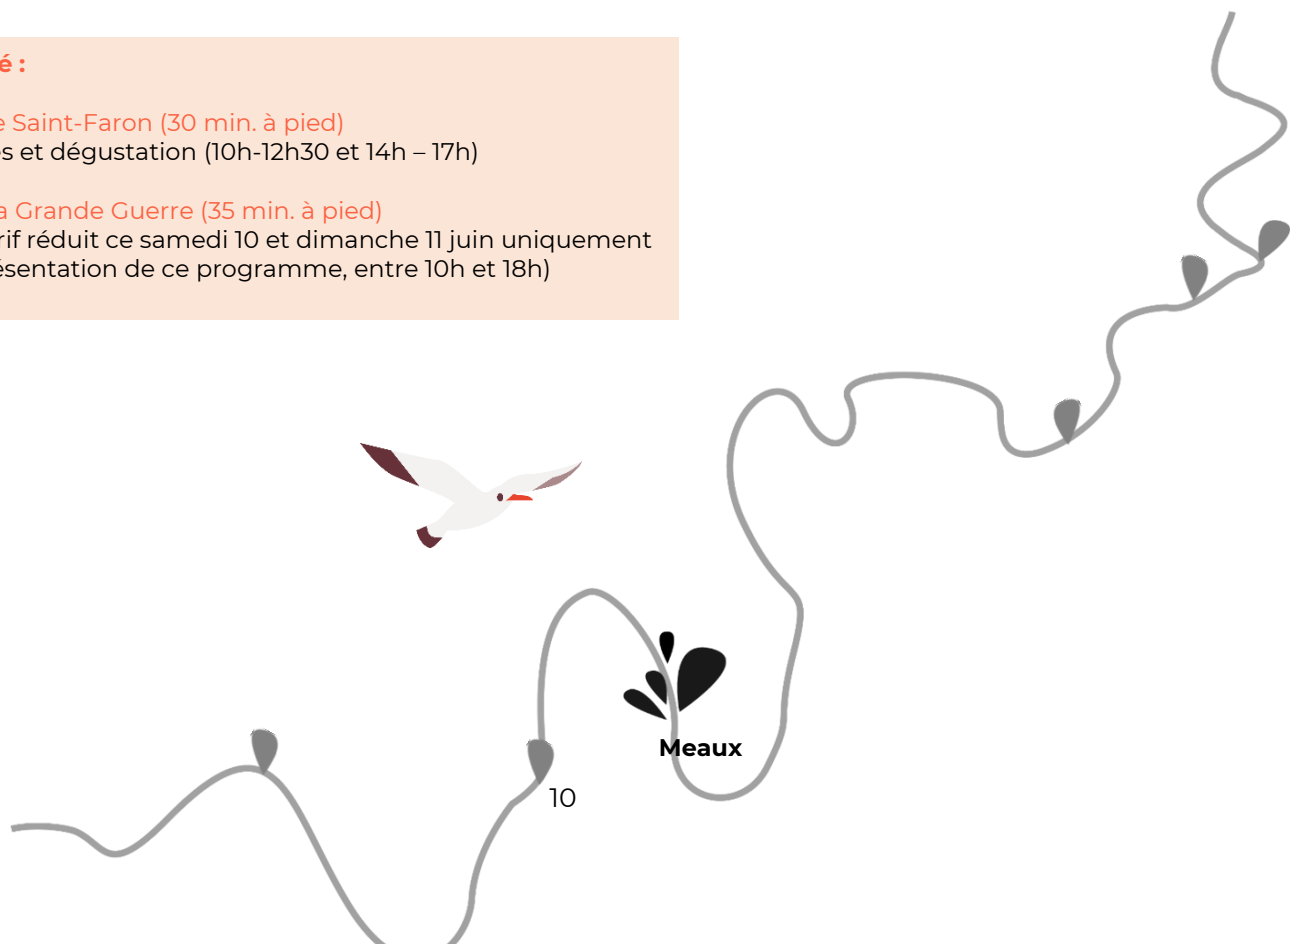 é :
e Saint-Faron (30 min. à pied)
es et dégustation (10h-12h30 et 14h – 17h)
a Grande Guerre (35 min. à pied)
rif réduit ce samedi 10 et dimanche 11 juin uniquement
ésentation de ce programme, entre 10h et 18h)
Meaux
10